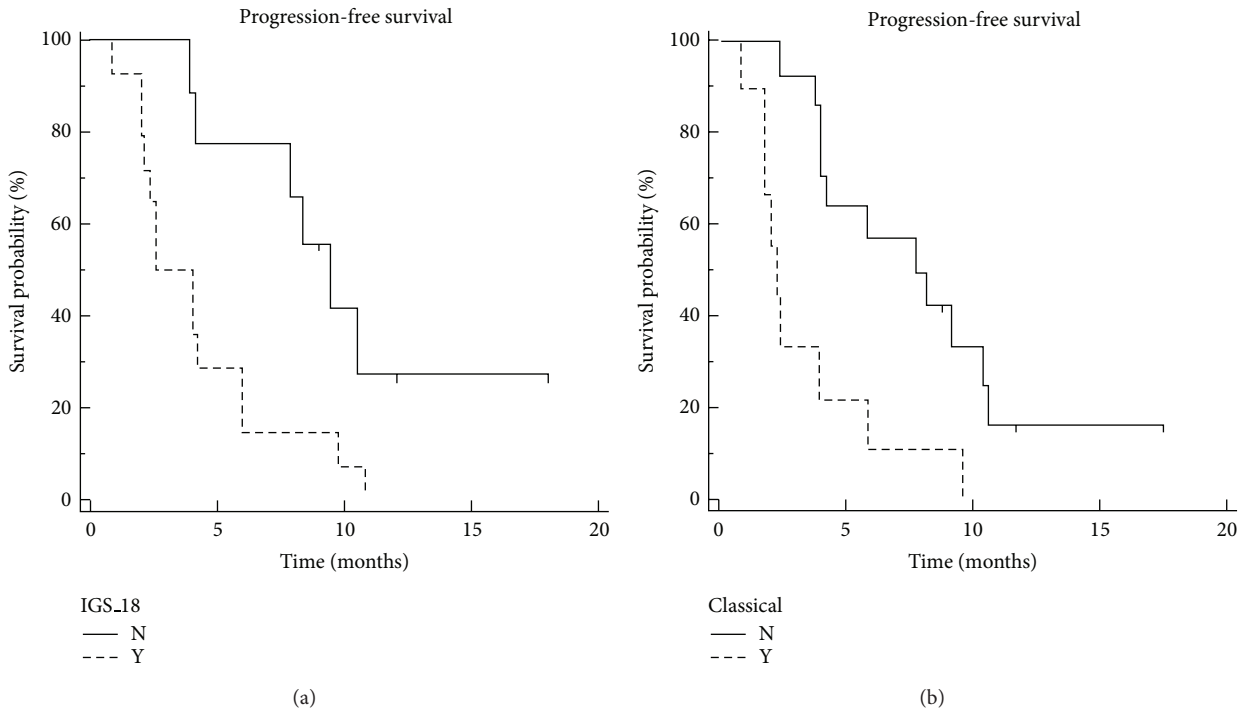 Progression-free survival
100
80
60
40
20
0
Survival probability (%)
0 5 10 15 20
Time (months)
IGS_18
N
Y
(a)
Progression-free survival
100
80
60
40
20
0
Survival probability (%)
0 5 10 15 20
Time (months)
Classical
N
Y
(b)